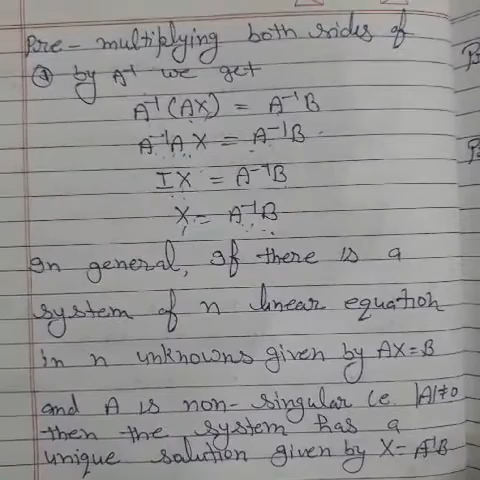 Pre-multiplying both sides of
① by A⁻¹ we get
A⁻¹(AX) = A⁻¹B
A⁻¹A X = A⁻¹B
IX = A⁻¹B
X = A⁻¹B
In general, If there is a
system of n linear equation
in n unknowns given by AX=B
and A is non-singular i.e. |A|≠0
then the system has a
unique solution given by X = A⁻¹B